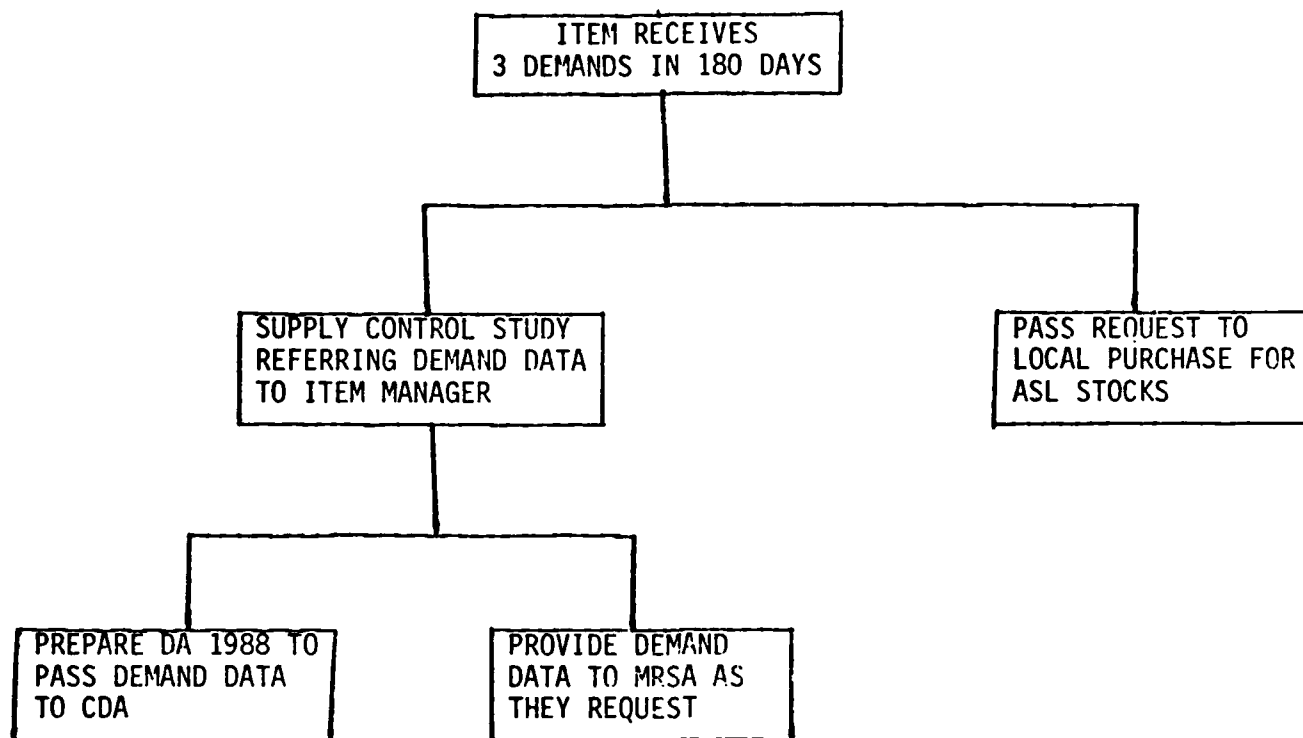 ITEM RECEIVES
3 DEMANDS IN 180 DAYS
SUPPLY CONTROL STUDY
REFERRING DEMAND DATA
TO ITEM MANAGER
PASS REQUEST TO
LOCAL PURCHASE FOR
ASL STOCKS
PREPARE DA 1988 TO
PASS DEMAND DATA
TO CDA
PROVIDE DEMAND
DATA TO MRSA AS
THEY REQUEST